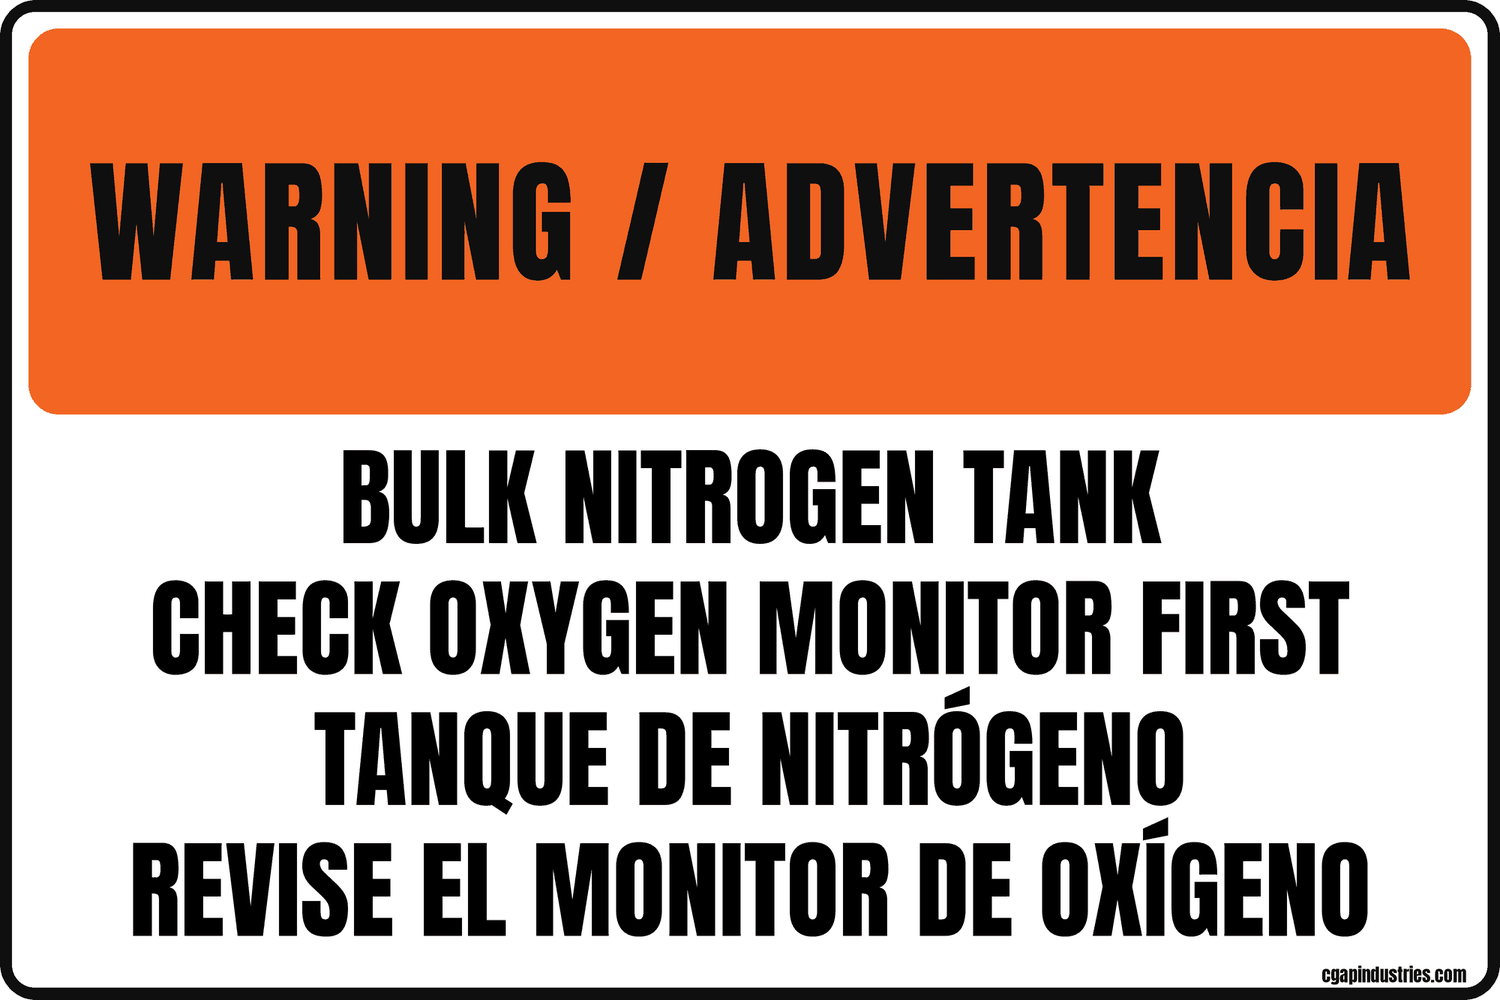 WARNING / ADVERTENCIA
BULK NITROGEN TANK
CHECK OXYGEN MONITOR FIRST
TANQUE DE NITRÓGENO
REVISE EL MONITOR DE OXÍGENO
cgapindustries.com